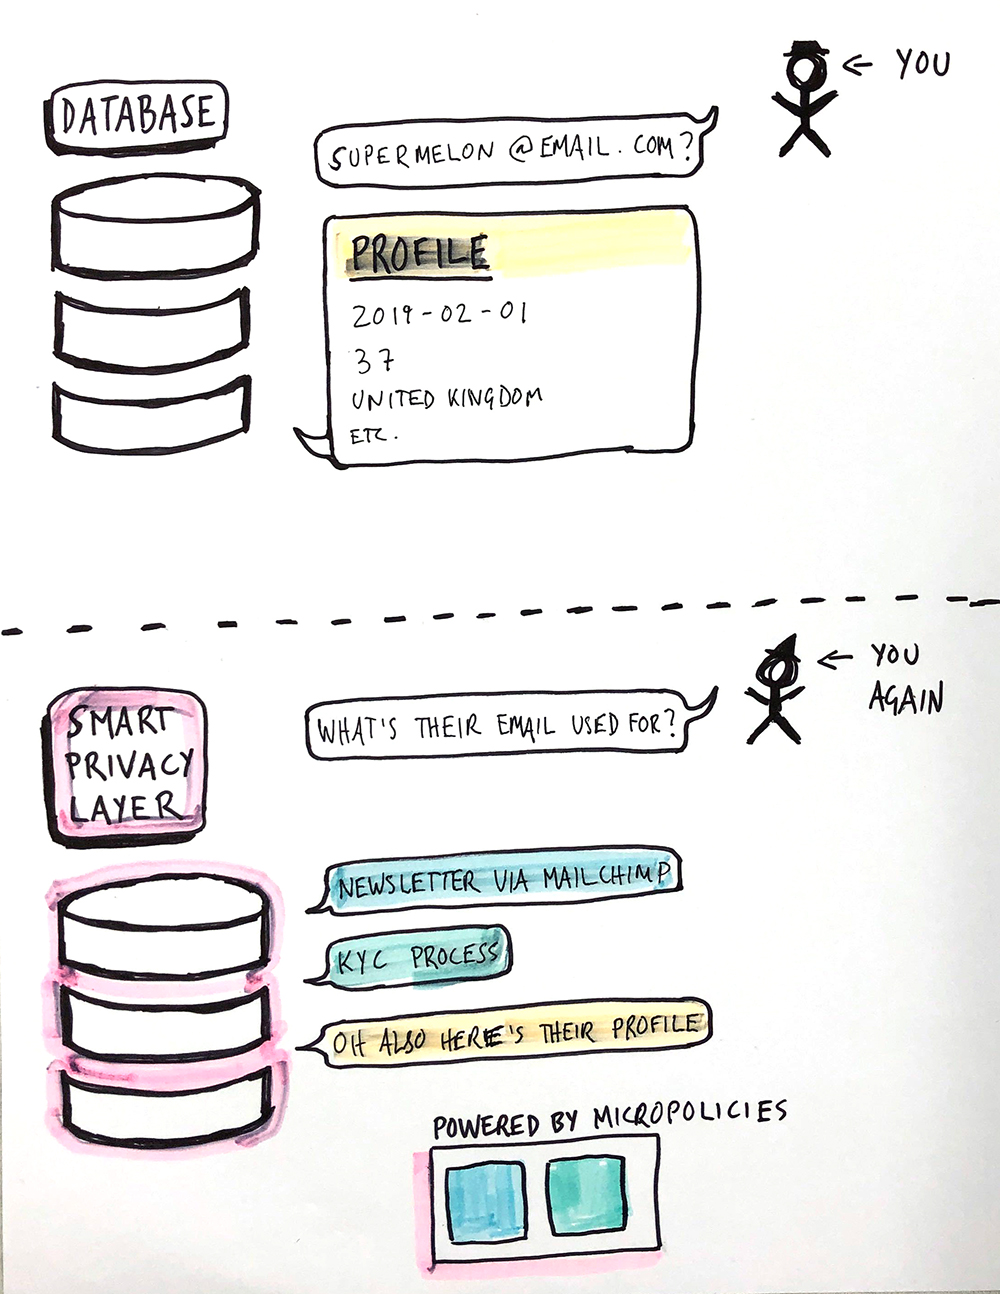 DATABASE
SUPERMELON @EMAIL.COM?
← YOU
PROFILE
2019-02-01
37
UNITED KINGDOM
ETC.
SMART
PRIVACY
LAYER
WHAT'S THEIR EMAIL USED FOR?
← YOU
AGAIN
NEWSLETTER VIA MAILCHIMP
KYC PROCESS
OH ALSO HERE'S THEIR PROFILE
POWERED BY MICROPOLICIES